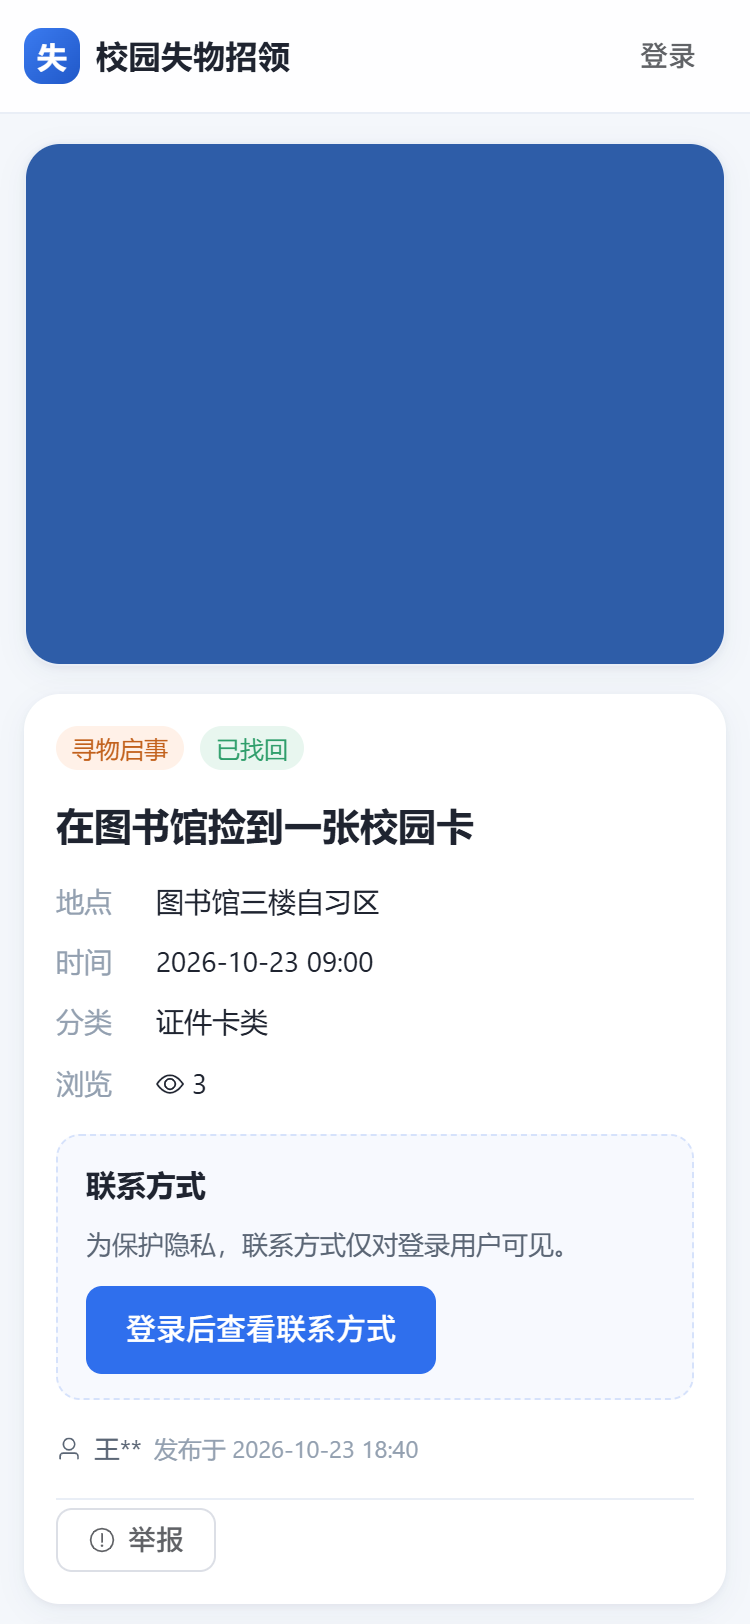 失 校园失物招领 登录
寻物启事 已找回
在图书馆捡到一张校园卡
地点 图书馆三楼自习区
时间 2026-10-23 09:00
分类 证件卡类
浏览 3
联系方式
为保护隐私，联系方式仅对登录用户可见。
登录后查看联系方式
王** 发布于 2026-10-23 18:40
举报